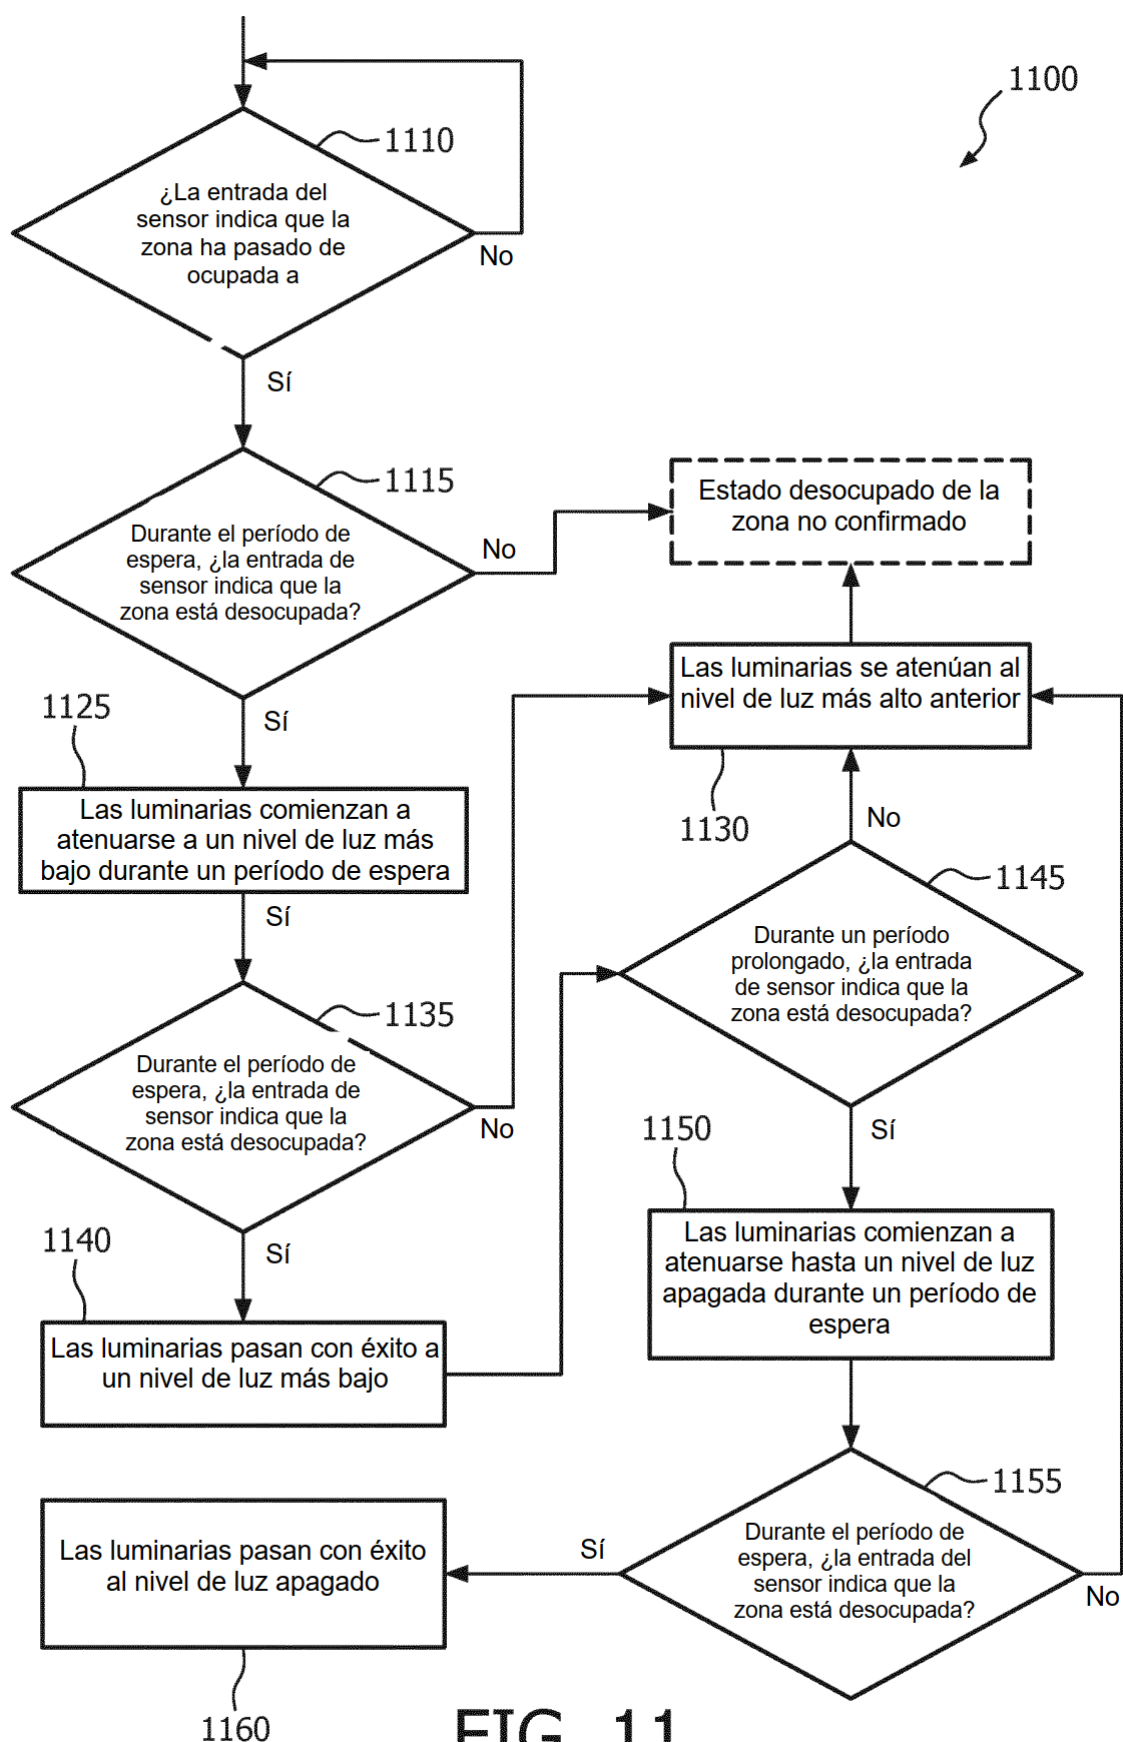 1100
1110
¿La entrada del
sensor indica que la
zona ha pasado de
ocupada a
No
Sí
1115
Durante el período de
espera, ¿la entrada de
sensor indica que la
zona está desocupada?
No
Estado desocupado de la
zona no confirmado
Sí
1125
Las luminarias comienzan a
atenuarse a un nivel de luz más
bajo durante un período de espera
Sí
Las luminarias se atenúan al
nivel de luz más alto anterior
1130
No
1135
Durante el período de
espera, ¿la entrada de
sensor indica que la
zona está desocupada?
No
Sí
1140
Las luminarias pasan con éxito a
un nivel de luz más bajo
1145
Durante un período
prolongado, ¿la entrada
de sensor indica que la
zona está desocupada?
Sí
1150
Las luminarias comienzan a
atenuarse hasta un nivel de luz
apagada durante un período de
espera
1155
Durante el período de
espera, ¿la entrada del
sensor indica que la
zona está desocupada?
Sí
No
Las luminarias pasan con éxito
al nivel de luz apagado
1160
FIG. 11